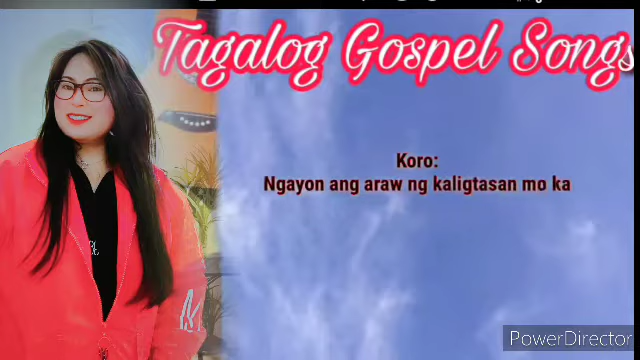 Tagalog Gospel Songs
Koro:
Ngayon ang araw ng kaligtasan mo ka
PowerDirector